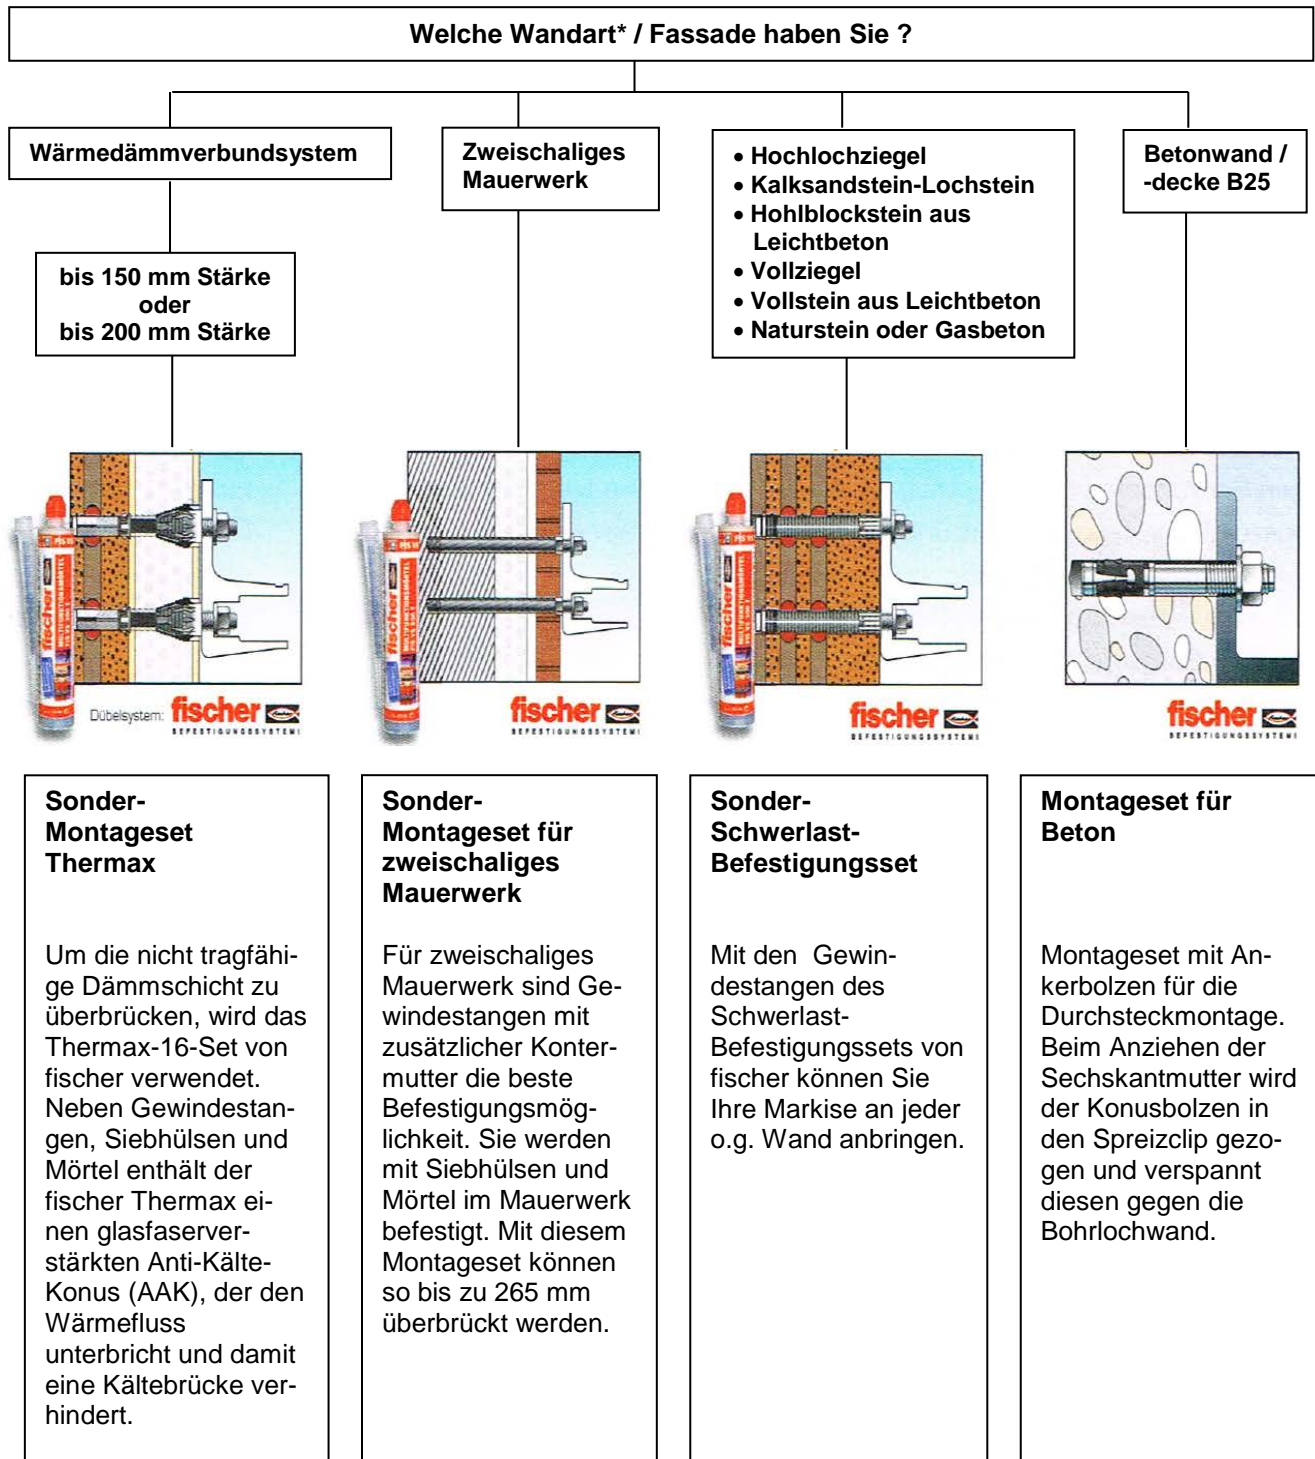 Welche Wandart* / Fassade haben Sie ?
Wärmedämmverbundsystem
bis 150 mm Stärke
oder
bis 200 mm Stärke
Zweischaliges
Mauerwerk
• Hochlochziegel
• Kalksandstein-Lochstein
• Hohlblockstein aus
Leichtbeton
• Vollziegel
• Vollstein aus Leichtbeton
• Naturstein oder Gasbeton
Betonwand /
-decke B25
fischer
fischer
fischer
Dübelsystem: fischer
BEFESTIGUNGSSYSTEME
fischer
BEFESTIGUNGSSYSTEME
fischer
BEFESTIGUNGSSYSTEME
fischer
BEFESTIGUNGSSYSTEME
Sonder-
Montageset
Thermax
Um die nicht tragfähi-
ge Dämmschicht zu
überbrücken, wird das
Thermax-16-Set von
fischer verwendet.
Neben Gewindestan-
gen, Siebhülsen und
Mörtel enthält der
fischer Thermax ei-
nen glasfaserver-
stärkten Anti-Kälte-
Konus (AAK), der den
Wärmefluss
unterbricht und damit
eine Kältebrücke ver-
hindert.
Sonder-
Montageset für
zweischaliges
Mauerwerk
Für zweischaliges
Mauerwerk sind Ge-
windestangen mit
zusätzlicher Konter-
mutter die beste
Befestigungsmög-
lichkeit. Sie werden
mit Siebhülsen und
Mörtel im Mauerwerk
befestigt. Mit diesem
Montageset können
so bis zu 265 mm
überbrückt werden.
Sonder-
Schwerlast-
Befestigungsset
Mit den  Gewin-
destangen des
Schwerlast-
Befestigungssets von
fischer können Sie
Ihre Markise an jeder
o.g. Wand anbringen.
Montageset für
Beton
Montageset mit An-
kerbolzen für die
Durchsteckmontage.
Beim Anziehen der
Sechskantmutter wird
der Konusbolzen in
den Spreizclip gezo-
gen und verspannt
diesen gegen die
Bohrlochwand.